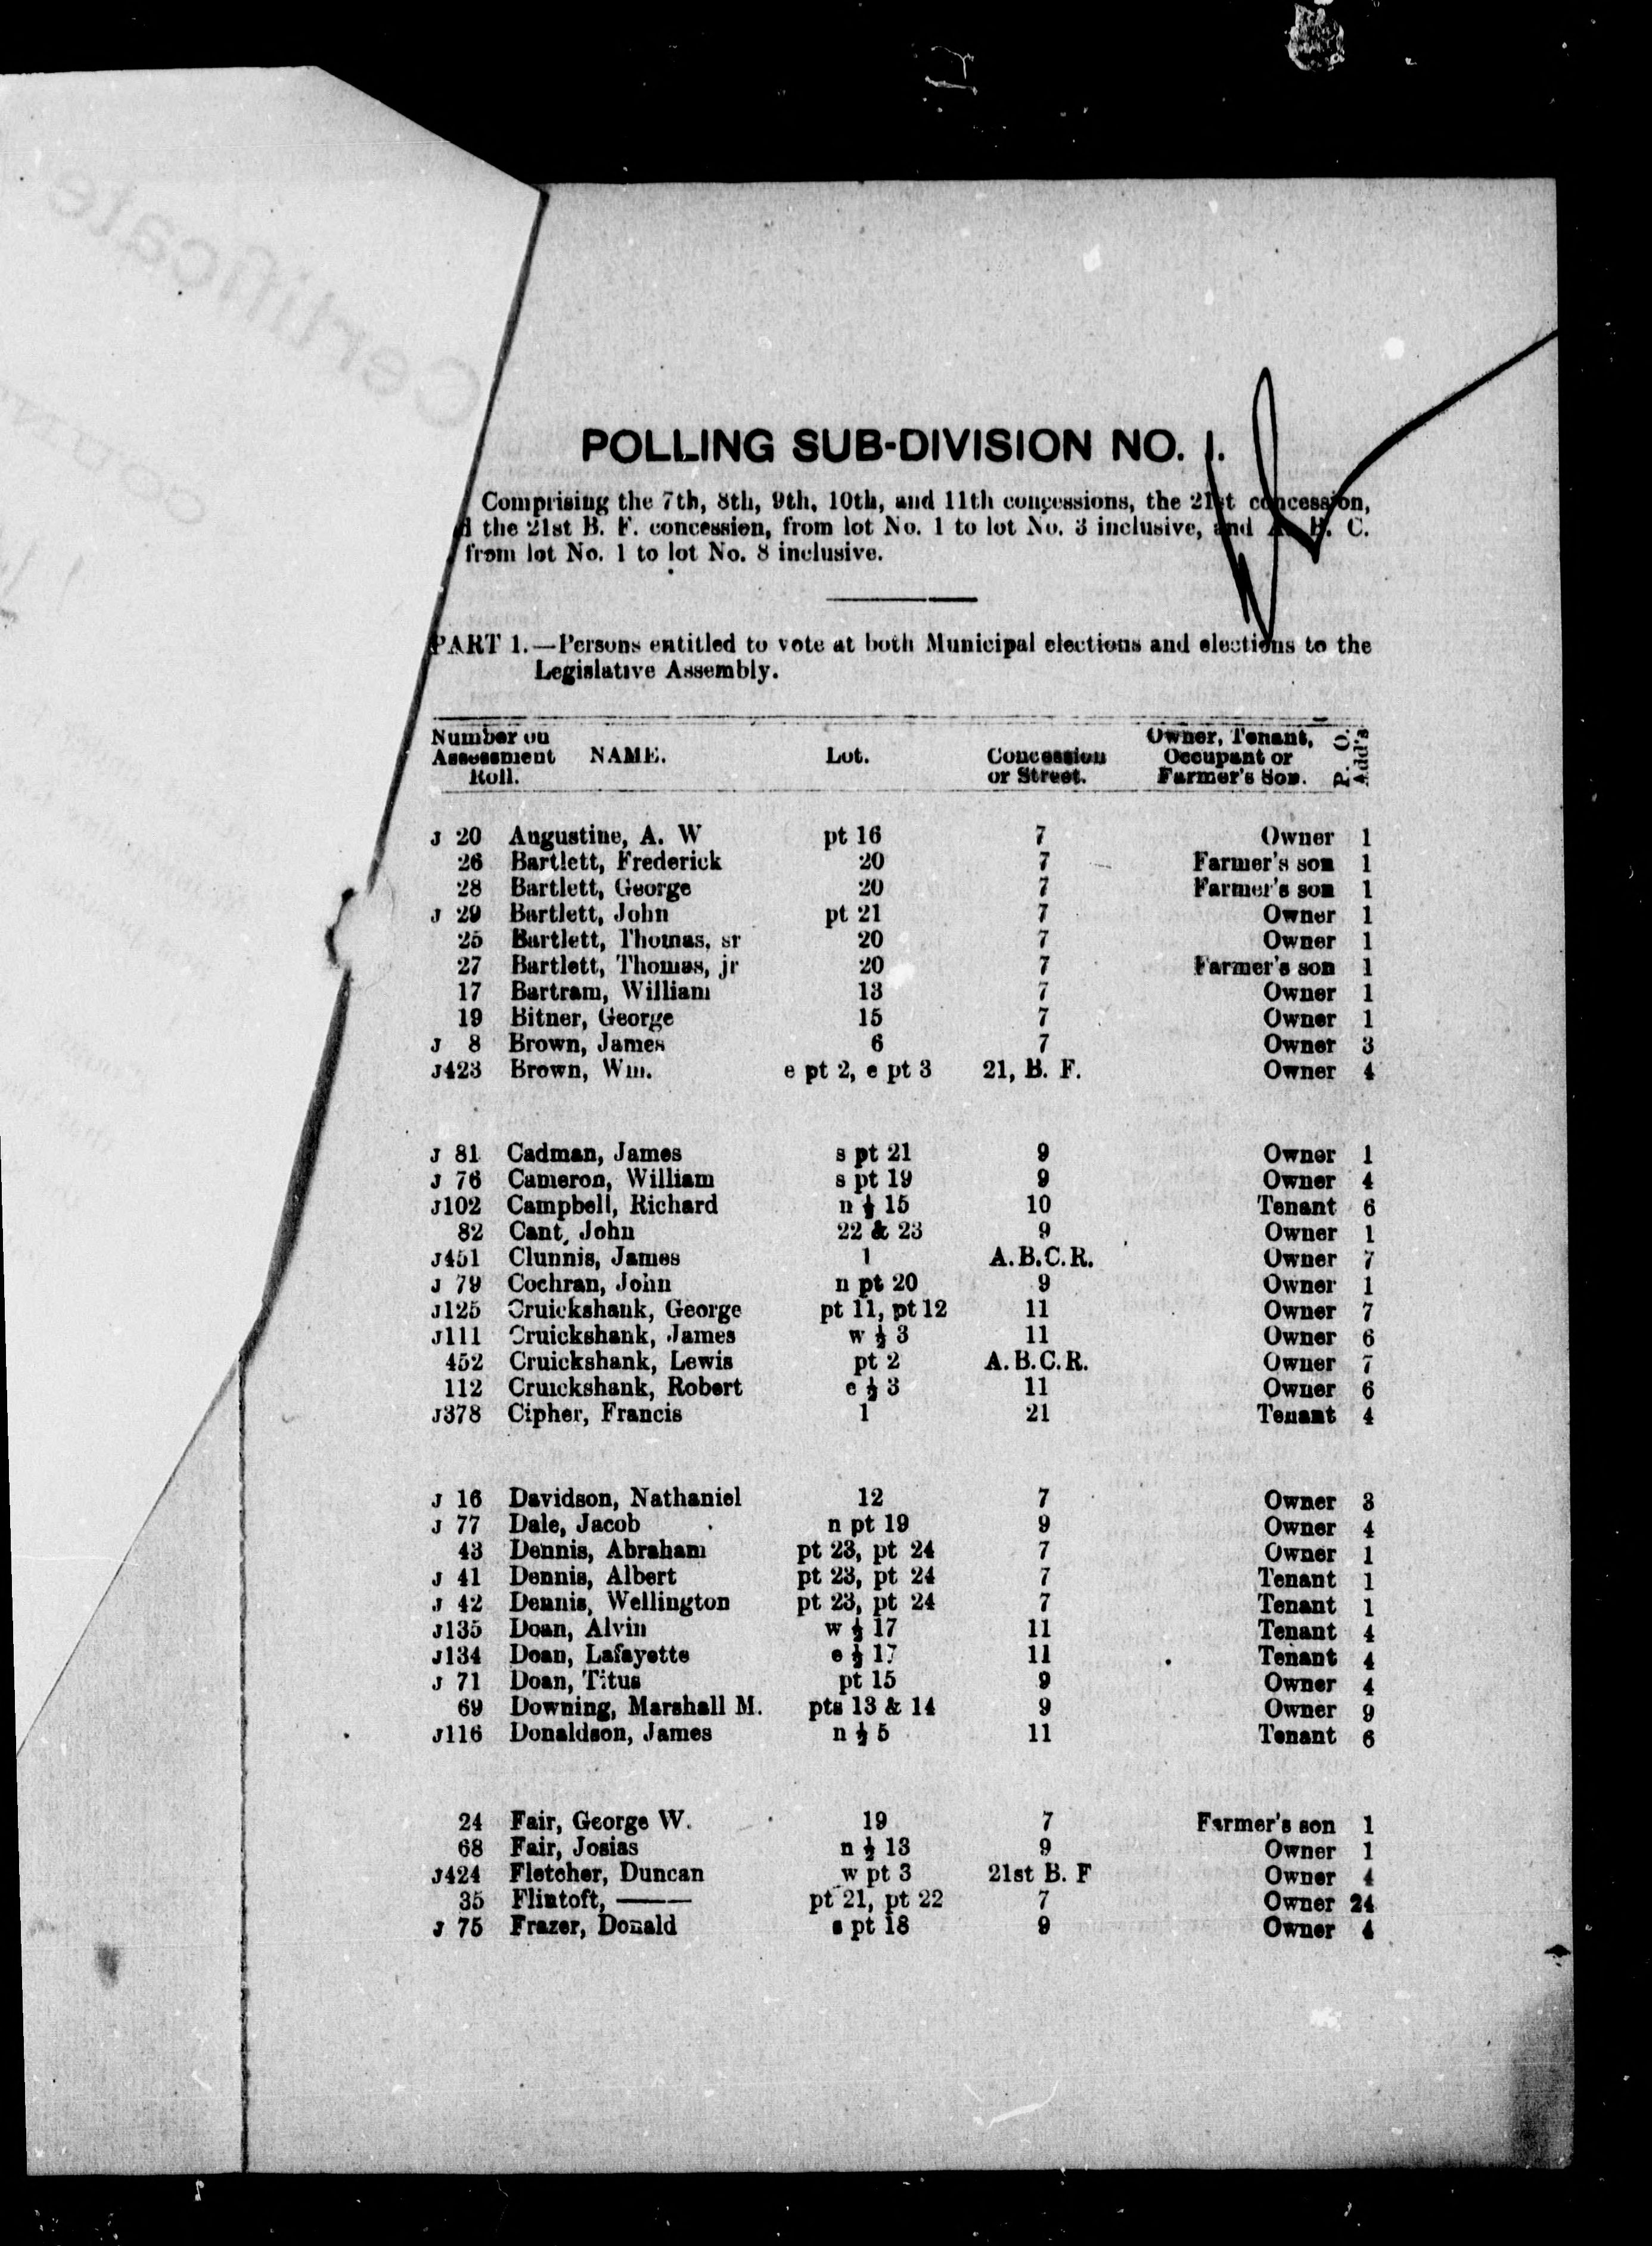 Certificate
POLLING SUB-DIVISION NO. 1.
Comprising the 7th, 8th, 9th, 10th, and 11th concessions, the 21st concession,
the 21st B. F. concession, from lot No. 1 to lot No. 3 inclusive, and A. B. C.
from lot No. 1 to lot No. 8 inclusive.
PART 1.—Persons entitled to vote at both Municipal elections and elections to the
Legislative Assembly.
Number on Assessment Roll. NAME. Lot. Concession or Street. Owner, Tenant, Occupant or Farmer's Son. P. O. Add's
J 20 Augustine, A. W pt 16 7 Owner 1
26 Bartlett, Frederick 20 7 Farmer's son 1
28 Bartlett, George 20 7 Farmer's son 1
J 29 Bartlett, John pt 21 7 Owner 1
25 Bartlett, Thomas, sr 20 7 Owner 1
27 Bartlett, Thomas, jr 20 7 Farmer's son 1
17 Bartram, William 13 7 Owner 1
19 Bitner, George 15 7 Owner 1
J 8 Brown, James 6 7 Owner 3
J423 Brown, Wm. e pt 2, e pt 3 21, B. F. Owner 4
J 81 Cadman, James s pt 21 9 Owner 1
J 76 Cameron, William s pt 19 9 Owner 4
J102 Campbell, Richard n ½ 15 10 Tenant 6
82 Cant, John 22 & 23 9 Owner 1
J451 Clunnis, James 1 A.B.C.R. Owner 7
J 79 Cochran, John n pt 20 9 Owner 1
J125 Cruickshank, George pt 11, pt 12 11 Owner 7
J111 Cruickshank, James w ½ 3 11 Owner 6
452 Cruickshank, Lewis pt 2 A.B.C.R. Owner 7
112 Cruickshank, Robert e ½ 3 11 Owner 6
J378 Cipher, Francis 1 21 Tenant 4
J 16 Davidson, Nathaniel 12 7 Owner 3
J 77 Dale, Jacob n pt 19 9 Owner 4
43 Dennis, Abraham pt 23, pt 24 7 Owner 1
J 41 Dennis, Albert pt 23, pt 24 7 Tenant 1
J 42 Dennis, Wellington pt 23, pt 24 7 Tenant 1
J135 Doan, Alvin w ½ 17 11 Tenant 4
J134 Doan, Lafayette e ½ 17 11 Tenant 4
J 71 Doan, Titus pt 15 9 Owner 4
69 Downing, Marshall M. pts 13 & 14 9 Owner 9
J116 Donaldson, James n ½ 5 11 Tenant 6
24 Fair, George W. 19 7 Farmer's son 1
68 Fair, Josias n ½ 13 9 Owner 1
J424 Fletcher, Duncan w pt 3 21st B. F Owner 4
35 Flintoft, —— pt 21, pt 22 7 Owner 24
J 75 Frazer, Donald s pt 18 9 Owner 4